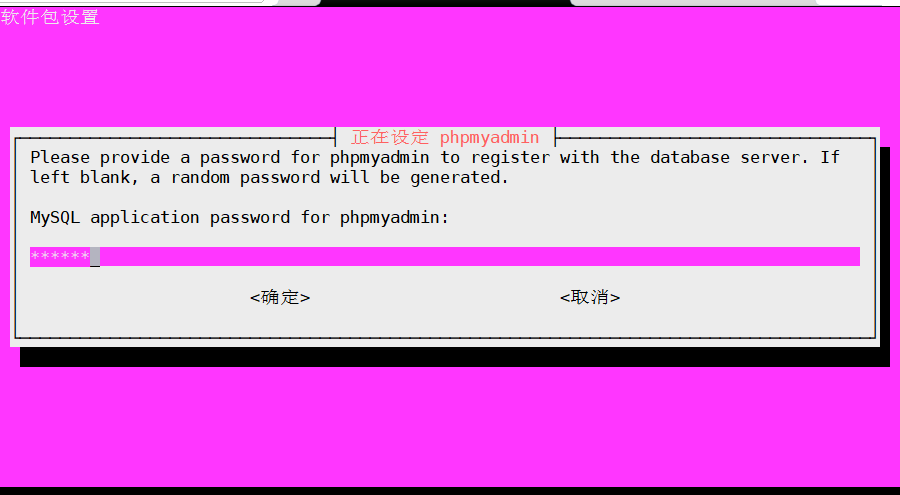 软件包设置
正在设定 phpmyadmin
Please provide a password for phpmyadmin to register with the database server. If
left blank, a random password will be generated.
MySQL application password for phpmyadmin:
******_
<确定> <取消>